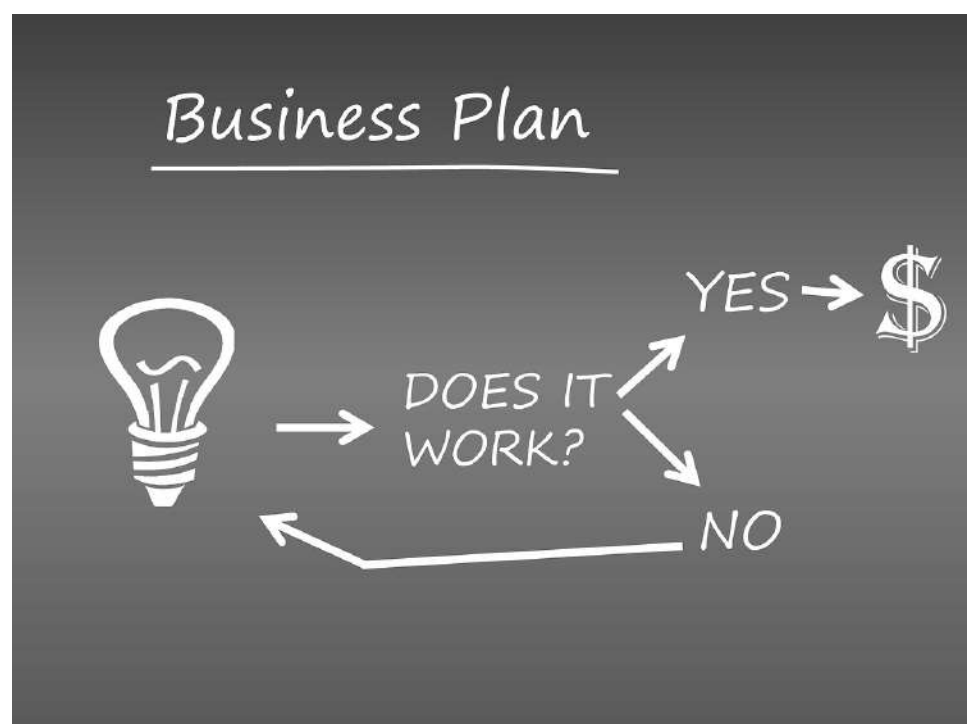 Business Plan
YES
$
DOES IT
WORK?
NO